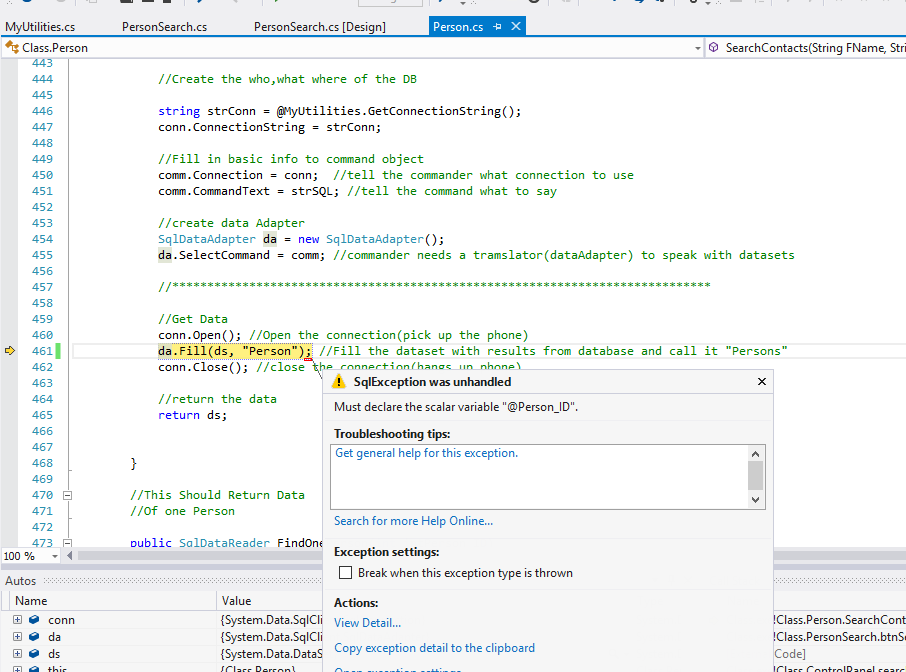 MyUtilities.cs PersonSearch.cs PersonSearch.cs [Design] Person.cs
Class.Person SearchContacts(String FName, Stri
443
444 //Create the who,what where of the DB
445
446 string strConn = @MyUtilities.GetConnectionString();
447 conn.ConnectionString = strConn;
448
449 //Fill in basic info to command object
450 comm.Connection = conn; //tell the commander what connection to use
451 comm.CommandText = strSQL; //tell the command what to say
452
453 //create data Adapter
454 SqlDataAdapter da = new SqlDataAdapter();
455 da.SelectCommand = comm; //commander needs a tramslator(dataAdapter) to speak with datasets
456
457 //*****************************************************************************
458
459 //Get Data
460 conn.Open(); //Open the connection(pick up the phone)
461 da.Fill(ds, "Person"); //Fill the dataset with results from database and call it "Persons"
462 conn.Close(); //close the connection(hangs up phone)
463
464 //return the data
465 return ds;
466
467
468 }
469
470 //This Should Return Data
471 //Of one Person
472
473 public SqlDataReader FindOne
SqlException was unhandled
Must declare the scalar variable "@Person_ID".
Troubleshooting tips:
Get general help for this exception.
Search for more Help Online...
Exception settings:
Break when this exception type is thrown
Actions:
View Detail...
Copy exception detail to the clipboard
Open exception settings
100 %
Autos
Name Value
conn {System.Data.SqlCli !Class.Person.SearchCont
da {System.Data.SqlCli !Class.PersonSearch.btnS
ds {System.Data.DataS Code]
this {Class.Person} !Class.ControlPanel.searc